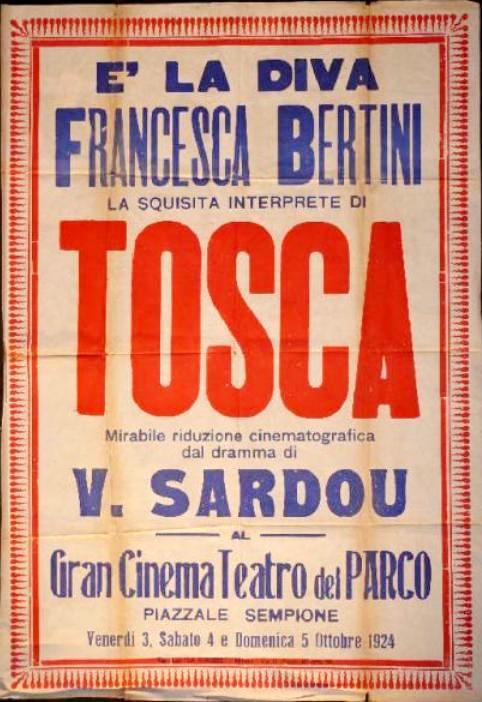 E' LA DIVA
FRANCESCA BERTINI
LA SQUISITA INTERPRETE DI
TOSCA
Mirabile riduzione cinematografica
dal dramma di
V. SARDOU
AL
Gran Cinema Teatro del PARCO
PIAZZALE SEMPIONE
Venerdì 3, Sabato 4 e Domenica 5 Ottobre 1924